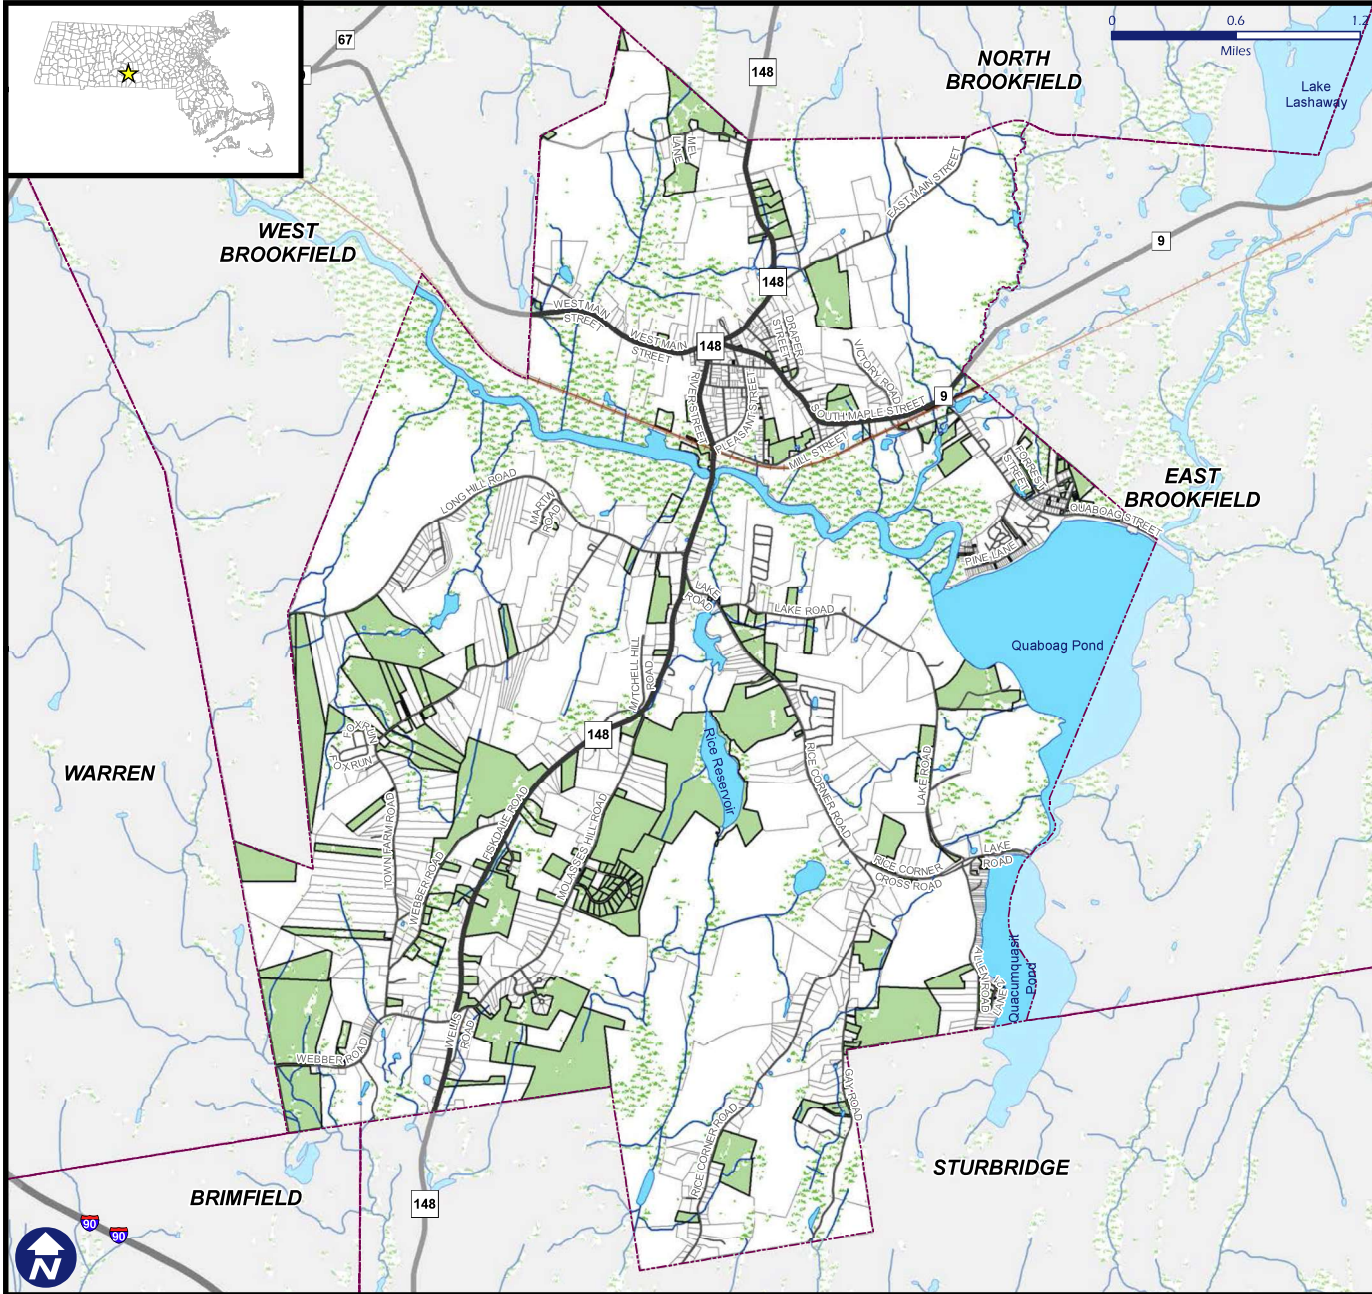 67
148
NORTH
BROOKFIELD
0
0.6
1.2
Miles
Lake
Lashaway
MEL
LANE
EAST MAIN STREET
WEST
BROOKFIELD
9
148
WEST MAIN
STREET
WEST MAIN
STREET
148
DRAPER
STREET
VICTORY ROAD
RIVER STREET
PLEASANT STREET
SOUTH MAPLE STREET
9
MILL STREET
FORREST
STREET
EAST
BROOKFIELD
QUABOAG STREET
PINE LANE
LONG HILL ROAD
MARTIN
ROAD
LAKE
ROAD
LAKE ROAD
Quaboag Pond
MITCHELL HILL
ROAD
148
FOX RUN
FOX RUN
Rice Reservoir
RICE CORNER ROAD
LAKE ROAD
WARREN
TOWN FARM ROAD
WEBBER ROAD
FISKDALE ROAD
MOLASSES HILL ROAD
RICE CORNER
CROSS ROAD
LAKE
ROAD
ALLEN ROAD
LANE
Quacumquasit
Pond
WEBBER ROAD
WELLS
ROAD
GAY ROAD
RICE CORNER ROAD
STURBRIDGE
BRIMFIELD
148
90
90
N